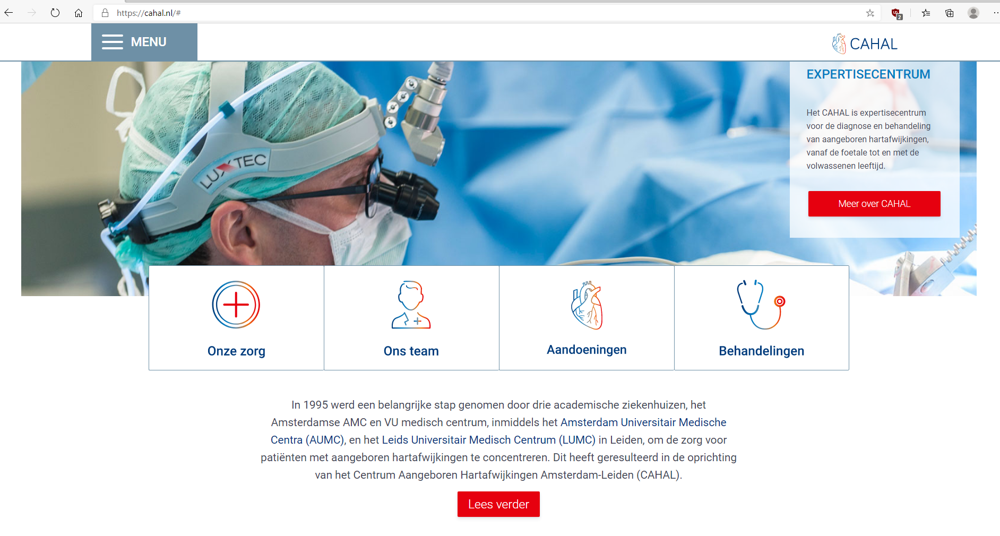 https://cahal.nl/#
2
MENU
CAHAL
EXPERTISECENTRUM
Het CAHAL is expertisecentrum
voor de diagnose en behandeling
van aangeboren hartafwijkingen,
vanaf de foetale tot en met de
volwassenen leeftijd.
Meer over CAHAL
LUXTEC
Onze zorg
Ons team
Aandoeningen
Behandelingen
In 1995 werd een belangrijke stap genomen door drie academische ziekenhuizen, het
Amsterdamse AMC en VU medisch centrum, inmiddels het Amsterdam Universitair Medische
Centra (AUMC), en het Leids Universitair Medisch Centrum (LUMC) in Leiden, om de zorg voor
patiënten met aangeboren hartafwijkingen te concentreren. Dit heeft geresulteerd in de oprichting
van het Centrum Aangeboren Hartafwijkingen Amsterdam-Leiden (CAHAL).
Lees verder